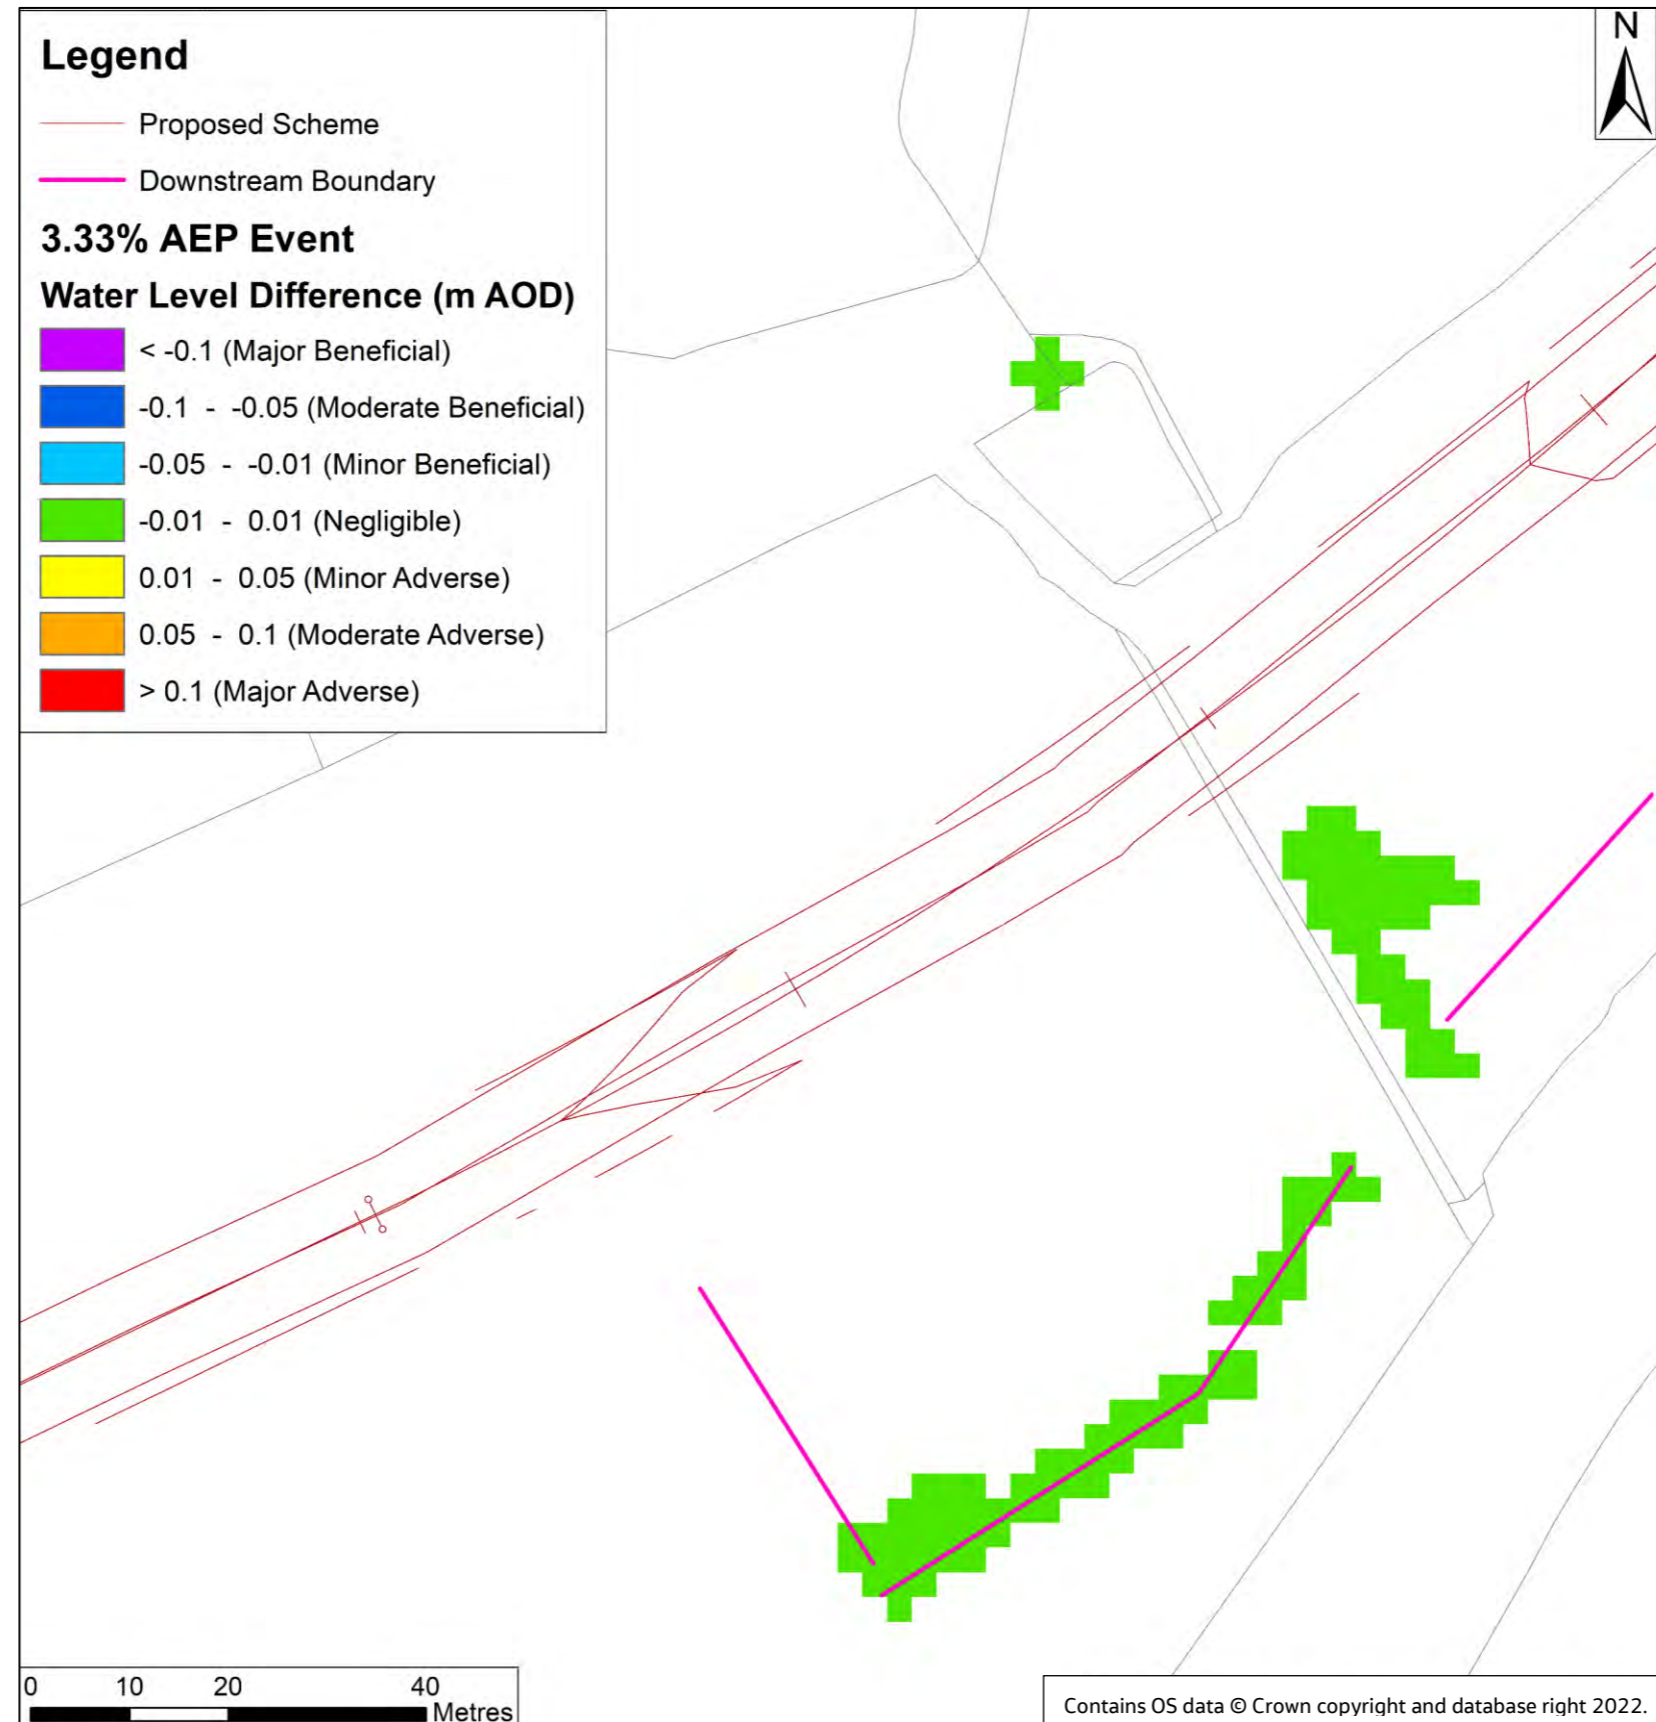 Legend
N
Proposed Scheme
Downstream Boundary
3.33% AEP Event
Water Level Difference (m AOD)
< -0.1 (Major Beneficial)
-0.1 - -0.05 (Moderate Beneficial)
-0.05 - -0.01 (Minor Beneficial)
-0.01 - 0.01 (Negligible)
0.01 - 0.05 (Minor Adverse)
0.05 - 0.1 (Moderate Adverse)
> 0.1 (Major Adverse)
0 10 20 40
Metres
Contains OS data © Crown copyright and database right 2022.